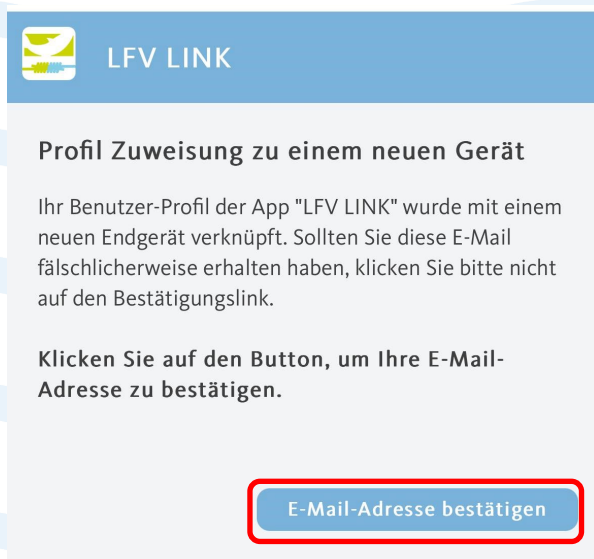 LFV LINK
Profil Zuweisung zu einem neuen Gerät
Ihr Benutzer-Profil der App "LFV LINK" wurde mit einem
neuen Endgerät verknüpft. Sollten Sie diese E-Mail
fälschlicherweise erhalten haben, klicken Sie bitte nicht
auf den Bestätigungslink.
Klicken Sie auf den Button, um Ihre E-Mail-
Adresse zu bestätigen.
E-Mail-Adresse bestätigen